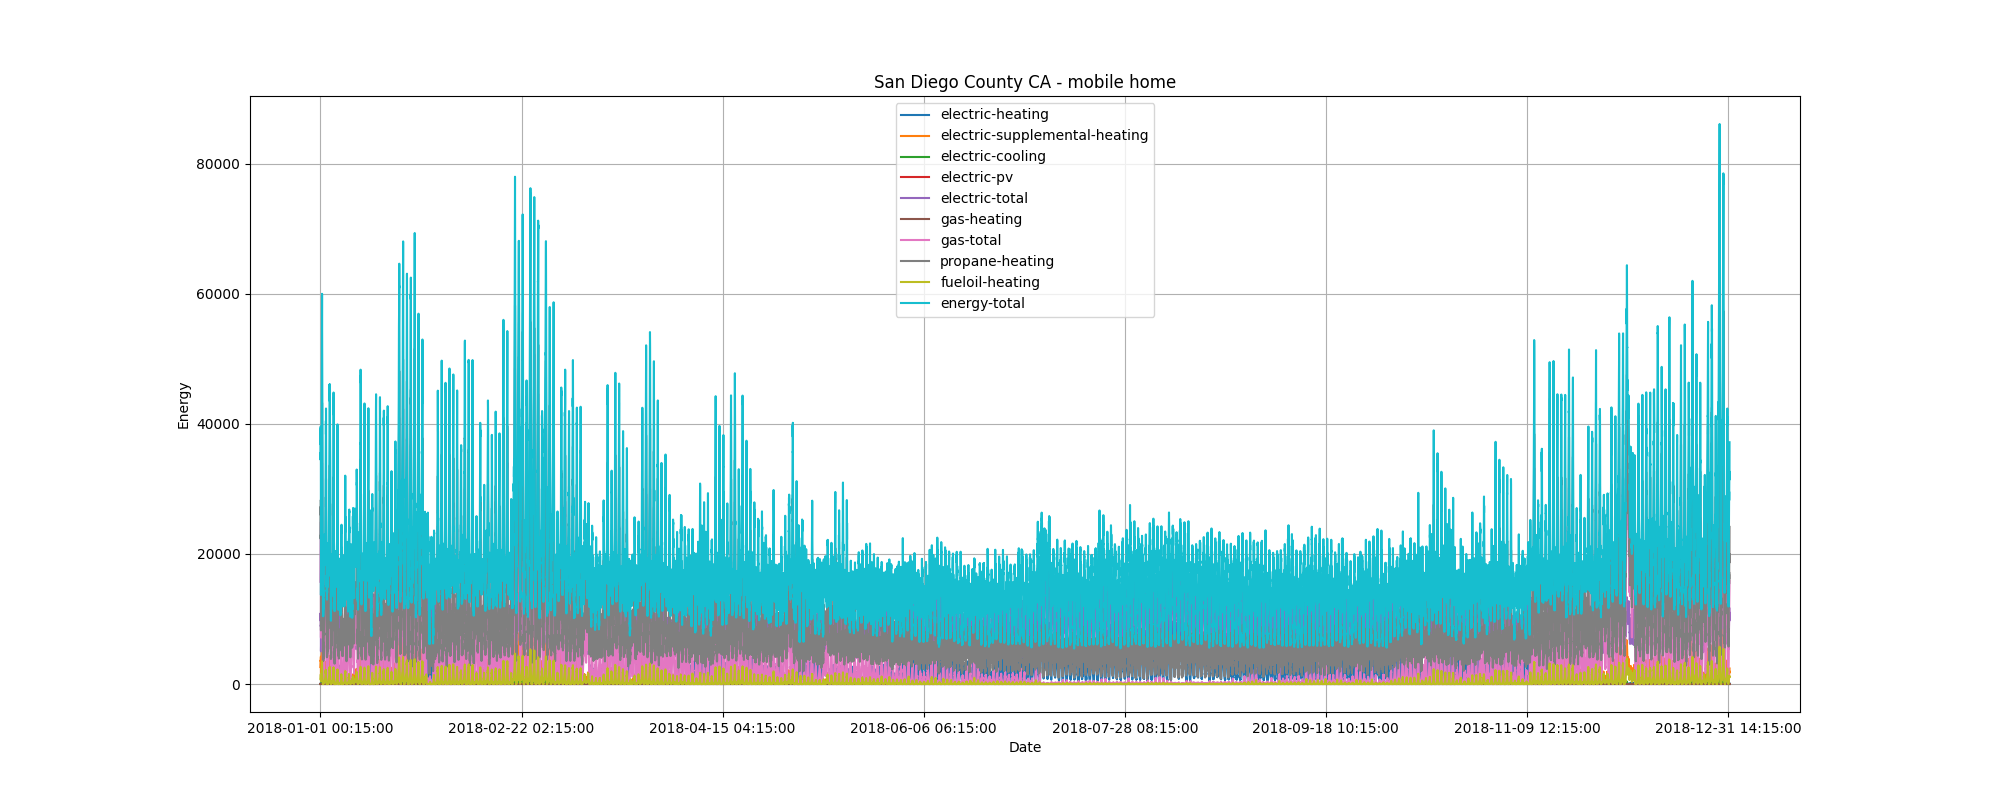 San Diego County CA - mobile home
electric-heating
electric-supplemental-heating
electric-cooling
electric-pv
electric-total
gas-heating
gas-total
propane-heating
fueloil-heating
energy-total
80000
60000
40000
20000
0
Energy
2018-01-01 00:15:00
2018-02-22 02:15:00
2018-04-15 04:15:00
2018-06-06 06:15:00
2018-07-28 08:15:00
2018-09-18 10:15:00
2018-11-09 12:15:00
2018-12-31 14:15:00
Date